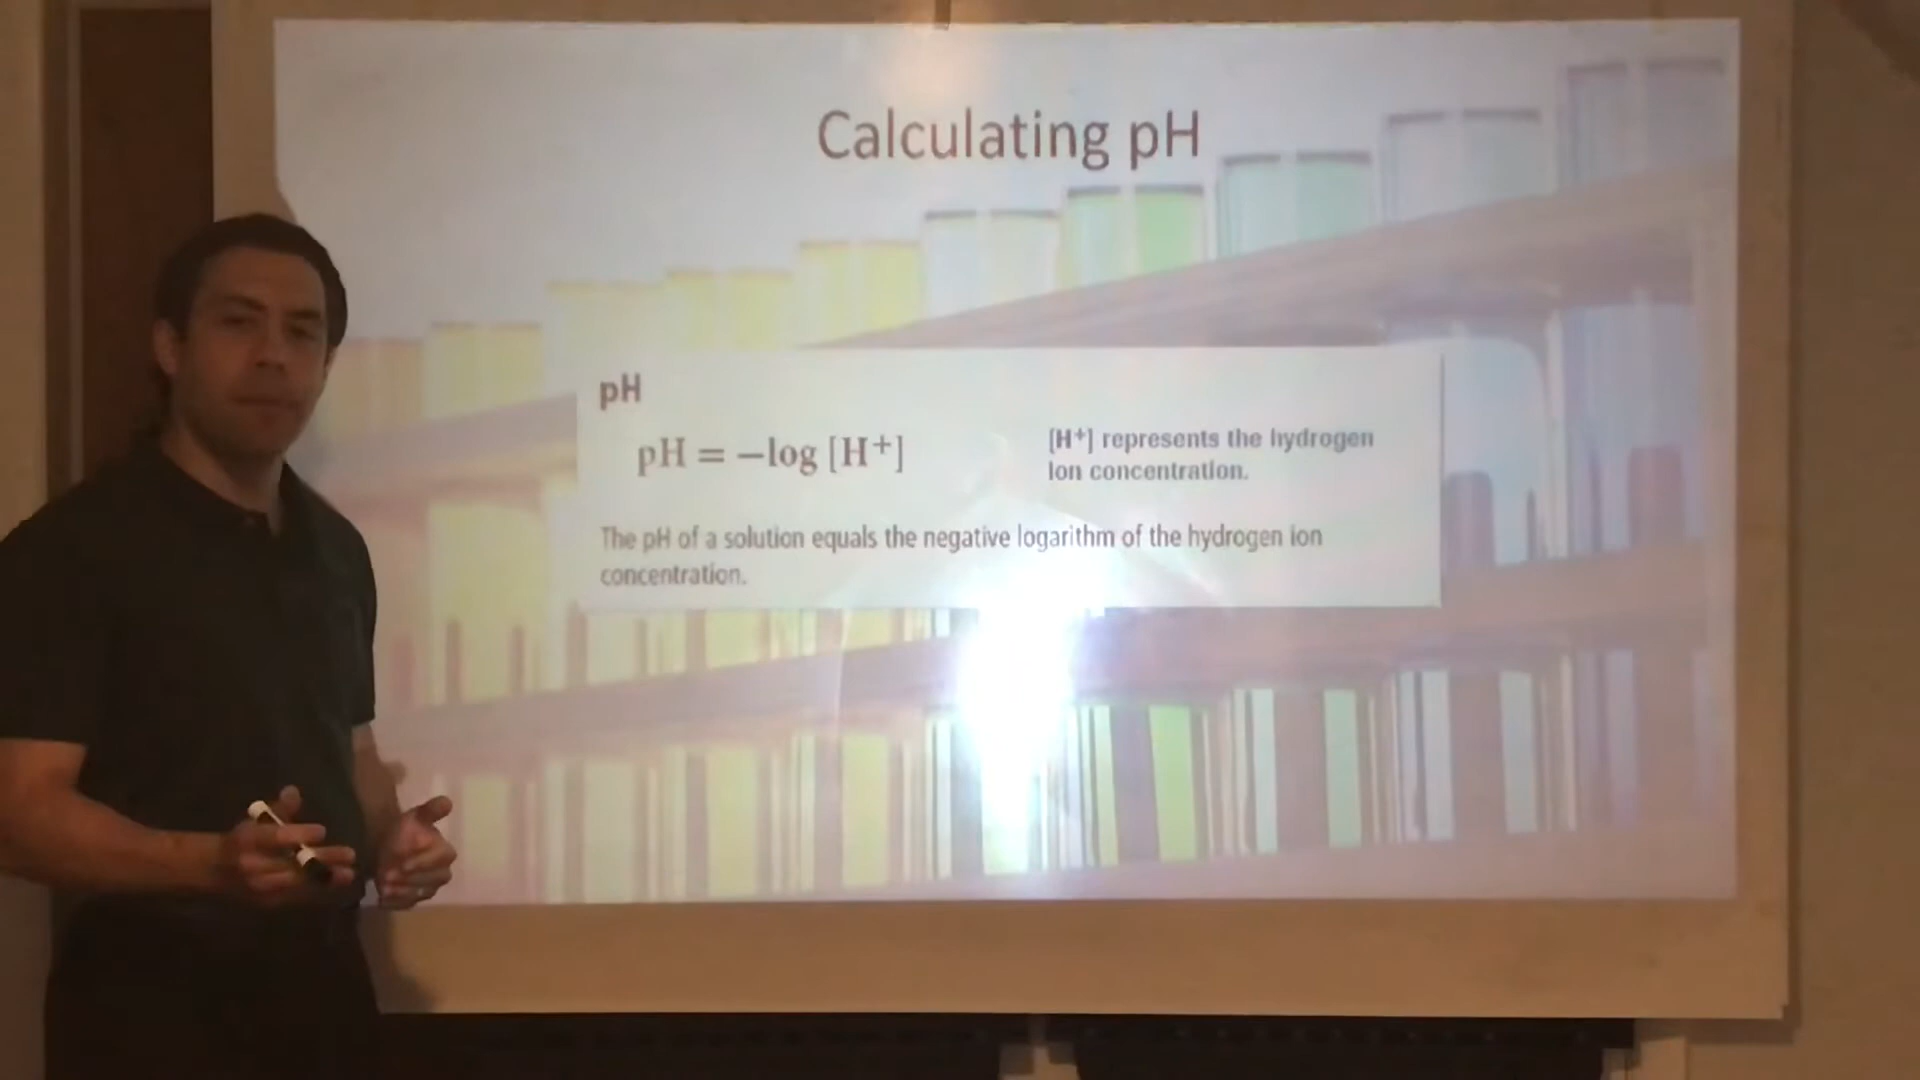 Calculating pH
pH
pH = −log [H⁺]
[H⁺] represents the hydrogen
Ion concentration.
The pH of a solution equals the negative logarithm of the hydrogen ion
concentration.